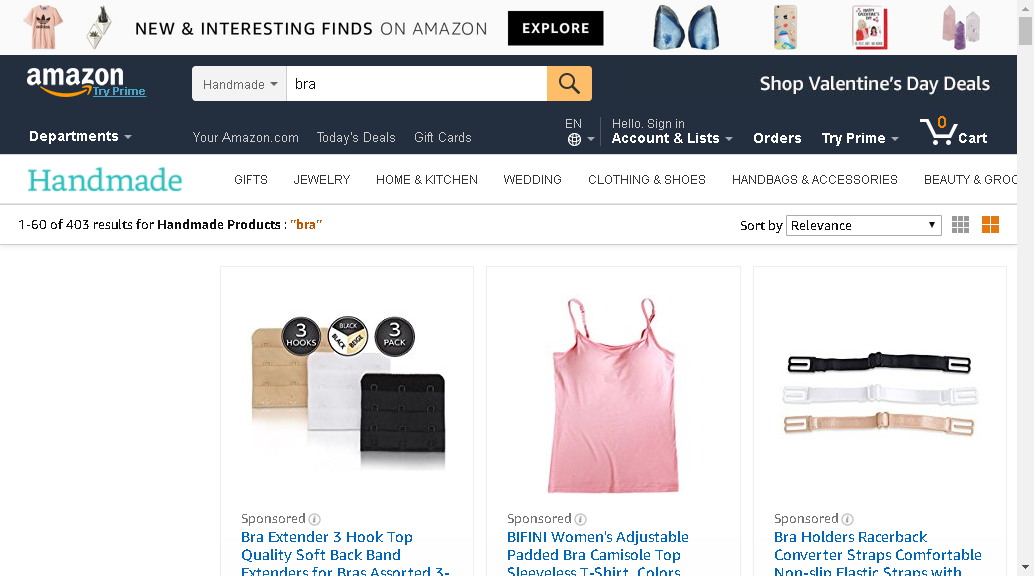 NEW & INTERESTING FINDS ON AMAZON EXPLORE
amazon
Try Prime
Handmade bra
Shop Valentine's Day Deals
Departments Your Amazon.com Today's Deals Gift Cards
EN
Hello. Sign in
Account & Lists Orders Try Prime 0 Cart
Handmade GIFTS JEWELRY HOME & KITCHEN WEDDING CLOTHING & SHOES HANDBAGS & ACCESSORIES BEAUTY & GROO
1-60 of 403 results for Handmade Products : "bra"
Sort by Relevance
3 HOOKS
BLACK BLACK BEIGE
3 PACK
Sponsored
Bra Extender 3 Hook Top
Quality Soft Back Band
Extenders for Bras Assorted 3-
Sponsored
BIFINI Women's Adjustable
Padded Bra Camisole Top
Sleeveless T-Shirt, Colors
Sponsored
Bra Holders Racerback
Converter Straps Comfortable
Non-slip Elastic Straps with